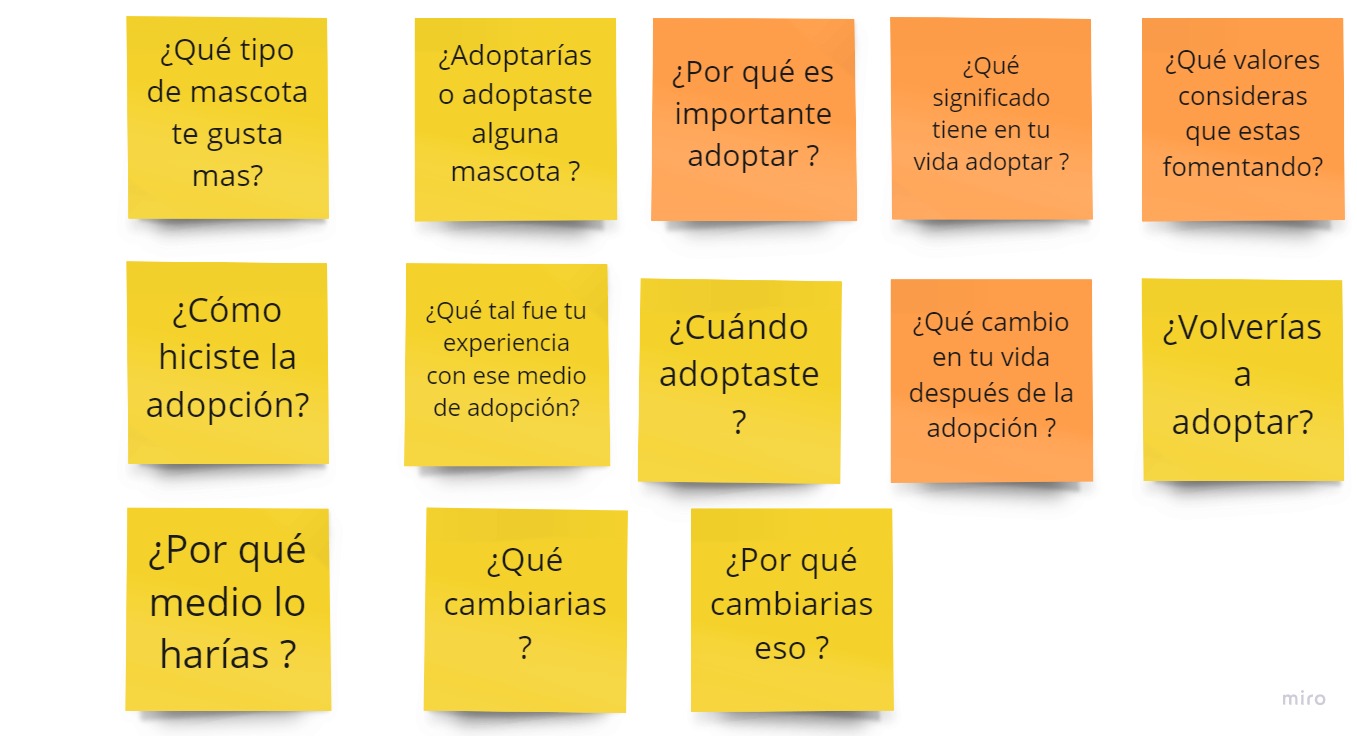 ¿Qué tipo
de mascota
te gusta
mas?
¿Adoptarías
o adoptaste
alguna
mascota ?
¿Por qué es
importante
adoptar ?
¿Qué
significado
tiene en tu
vida adoptar ?
¿Qué valores
consideras
que estas
fomentando?
¿Cómo
hiciste la
adopción?
¿Qué tal fue tu
experiencia
con ese medio
de adopción?
¿Cuándo
adoptaste
?
¿Qué cambio
en tu vida
después de la
adopción ?
¿Volverías
a
adoptar?
¿Por qué
medio lo
harías ?
¿Qué
cambiarias
?
¿Por qué
cambiarias
eso ?
miro